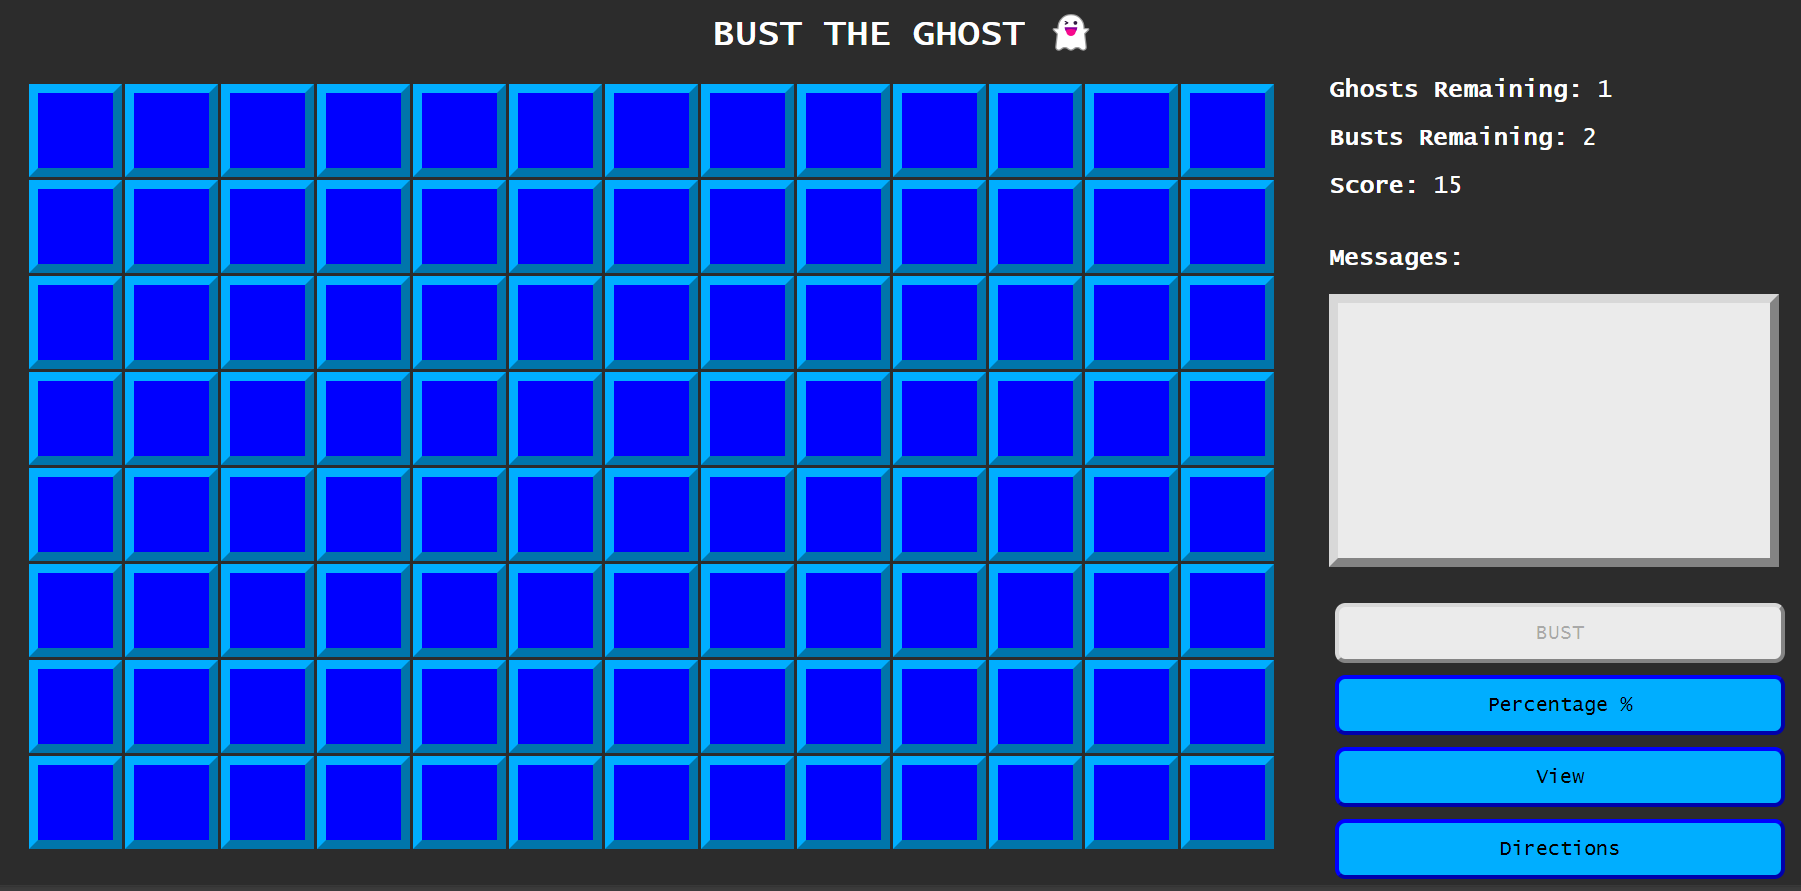 BUST THE GHOST 👻
Ghosts Remaining: 1
Busts Remaining: 2
Score: 15
Messages:
BUST
Percentage %
View
Directions